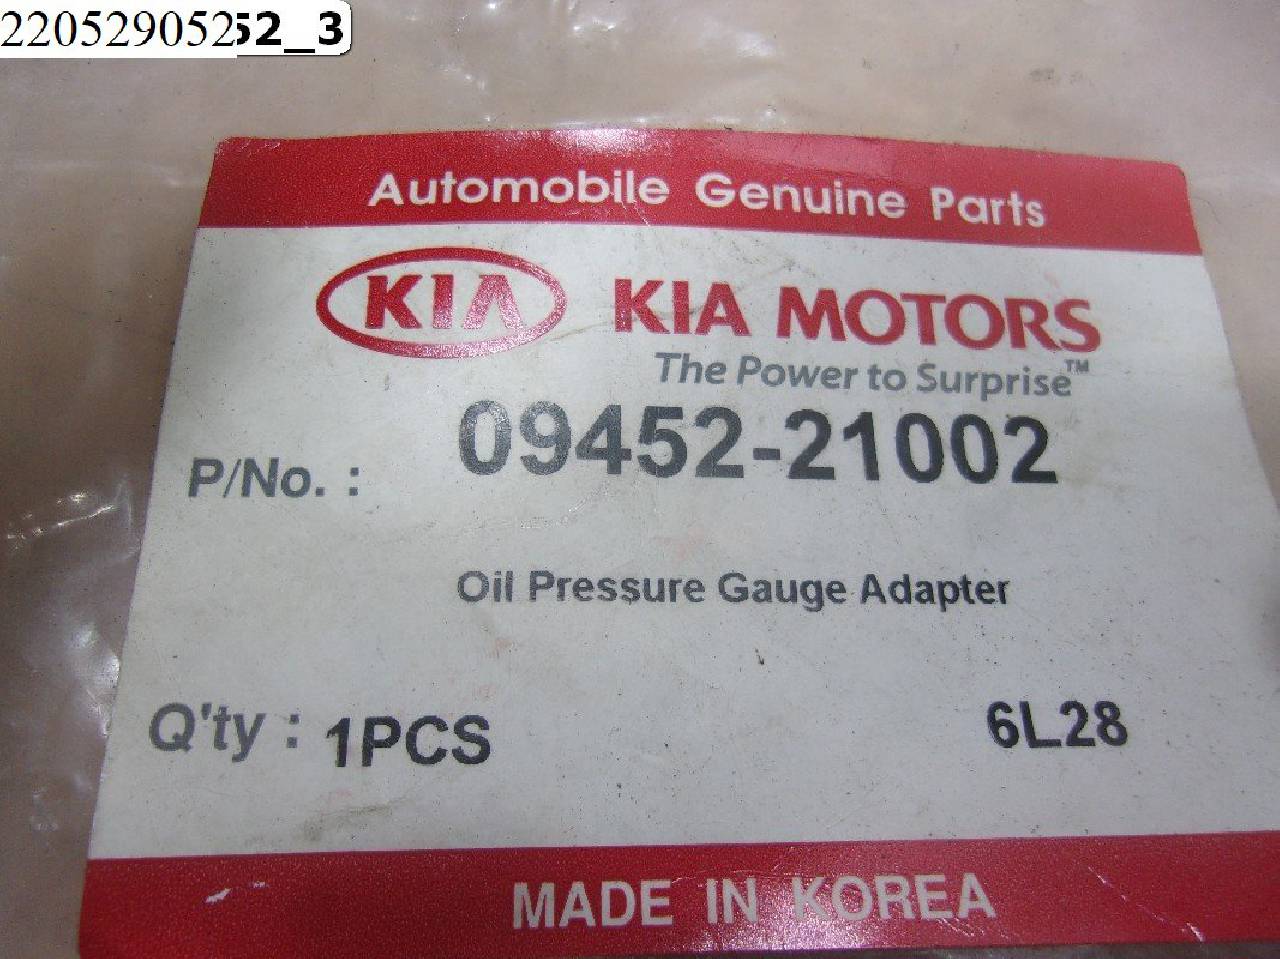 22052905252_3
Automobile Genuine Parts
KIA KIA MOTORS
The Power to Surprise™
P/No. : 09452-21002
Oil Pressure Gauge Adapter
Q'ty : 1PCS 6L28
MADE IN KOREA